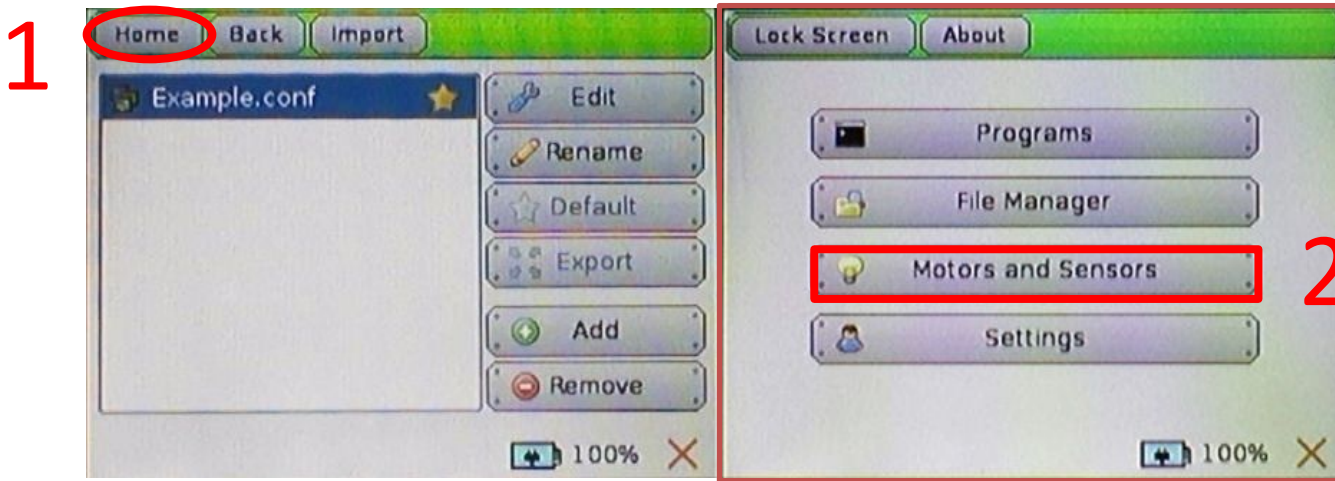 1
Home Back Import
Example.conf
Edit
Rename
Default
Export
Add
Remove
100%
Lock Screen About
Programs
File Manager
Motors and Sensors
2
Settings
100%